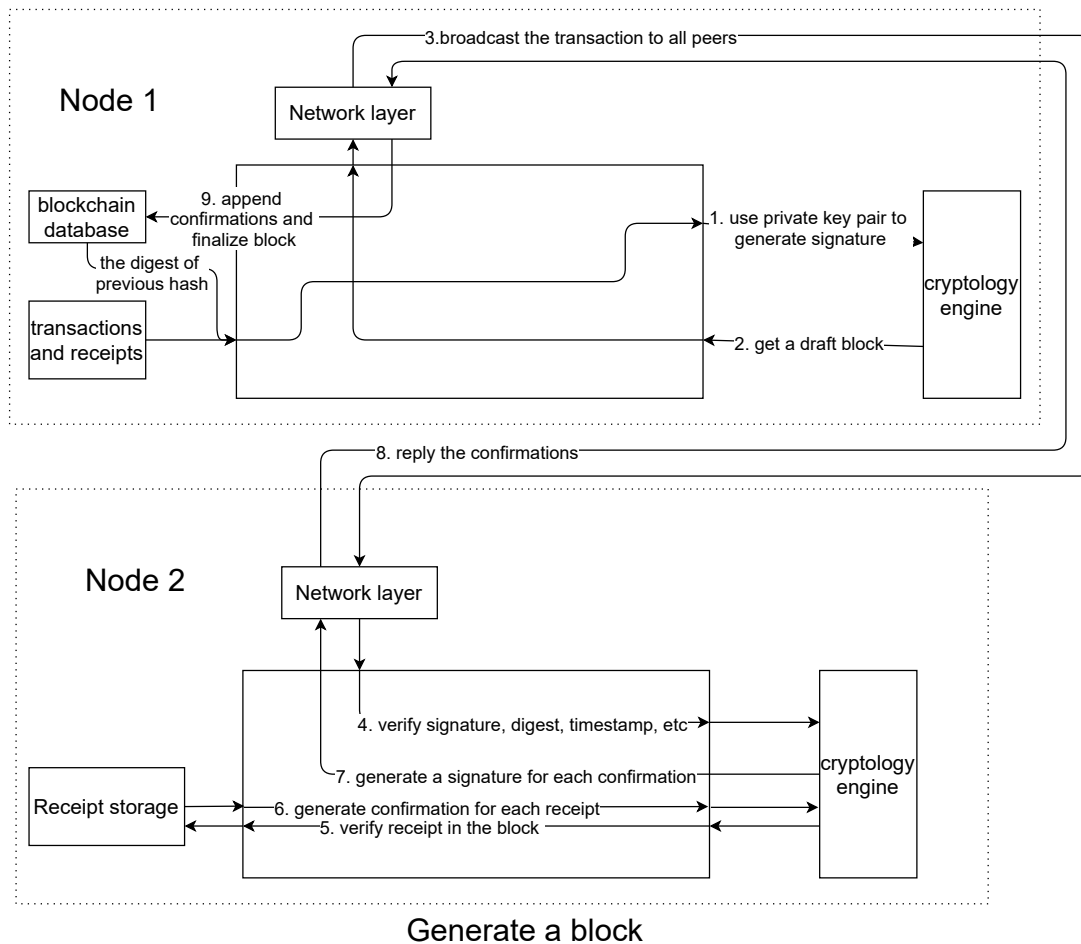 3.broadcast the transaction to all peers
Node 1
Network layer
blockchain
database
9. append
confirmations and
finalize block
1. use private key pair to
generate signature
the digest of
previous hash
cryptology
engine
transactions
and receipts
2. get a draft block
8. reply the confirmations
Node 2
Network layer
4. verify signature, digest, timestamp, etc
7. generate a signature for each confirmation
cryptology
engine
Receipt storage
6. generate confirmation for each receipt
5. verify receipt in the block
Generate a block